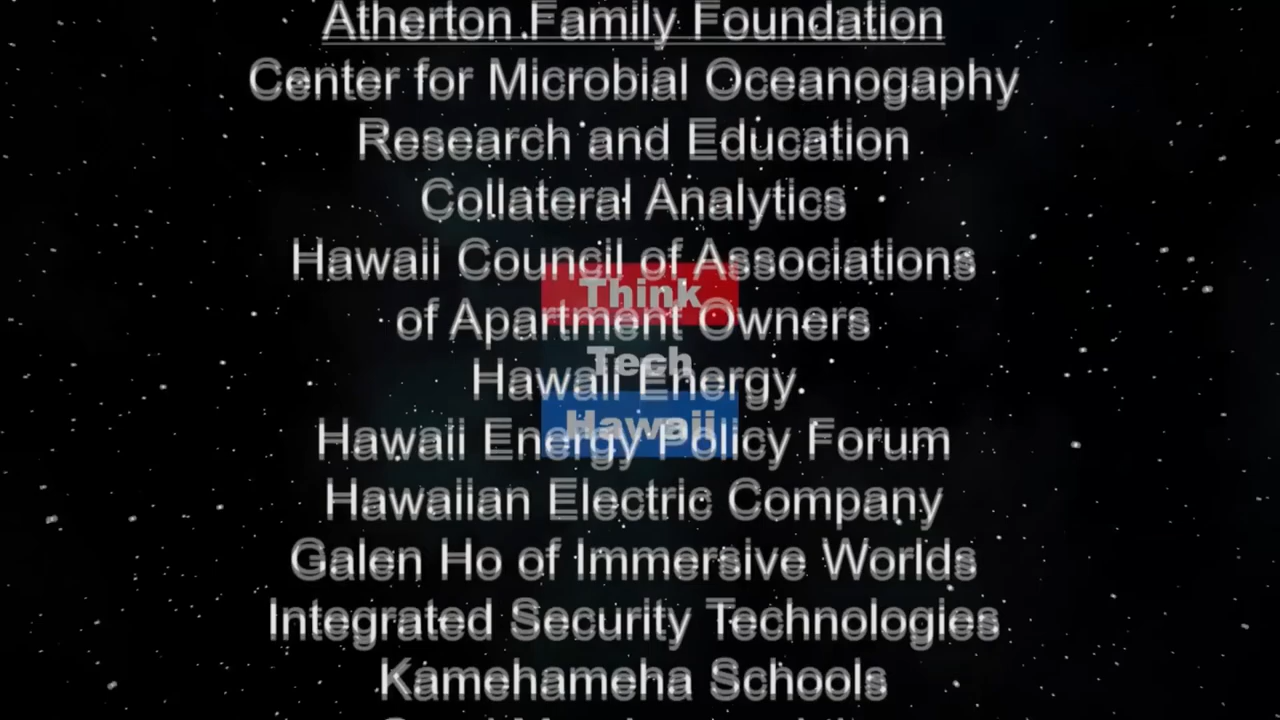 Atherton Family Foundation
Center for Microbial Oceanogaphy
Research and Education
Collateral Analytics
Hawaii Council of Associations
Think
of Apartment Owners
Tech
Hawaii Energy
Hawaii
Hawaii Energy Policy Forum
Hawaiian Electric Company
Galen Ho of Immersive Worlds
Integrated Security Technologies
Kamehameha Schools